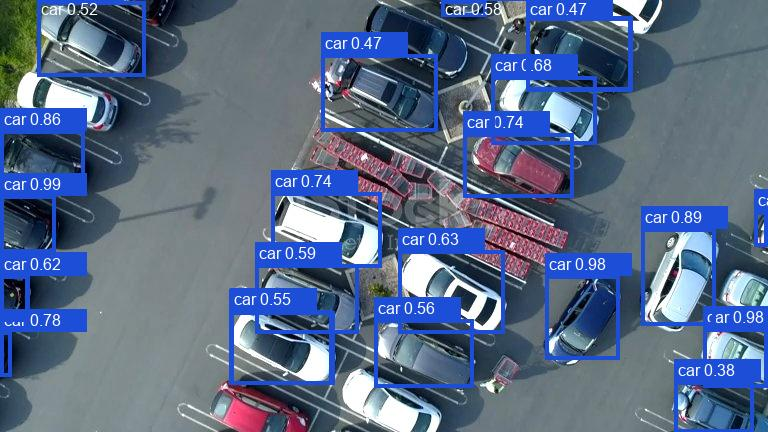 car 0.52
car 0.58
car 0.47
car 0.47
car 0.68
car 0.86
car 0.74
car 0.99
car 0.74
car 0.89
car 0.63
car 0.59
car 0.62
car 0.98
car 0.55
car 0.56
car 0.78
car 0.98
car 0.38